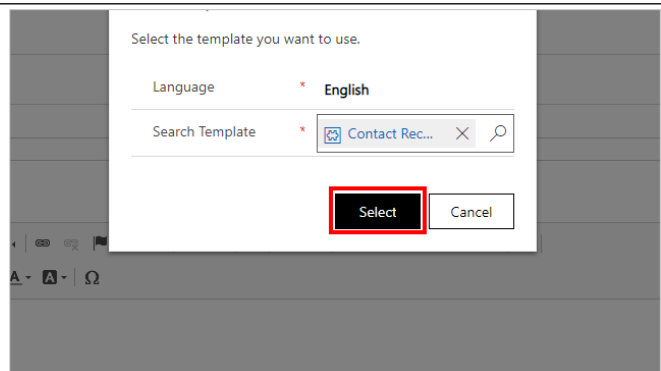 Select the template you want to use.
Language * English
Search Template * Contact Rec...
Select Cancel
A A Ω